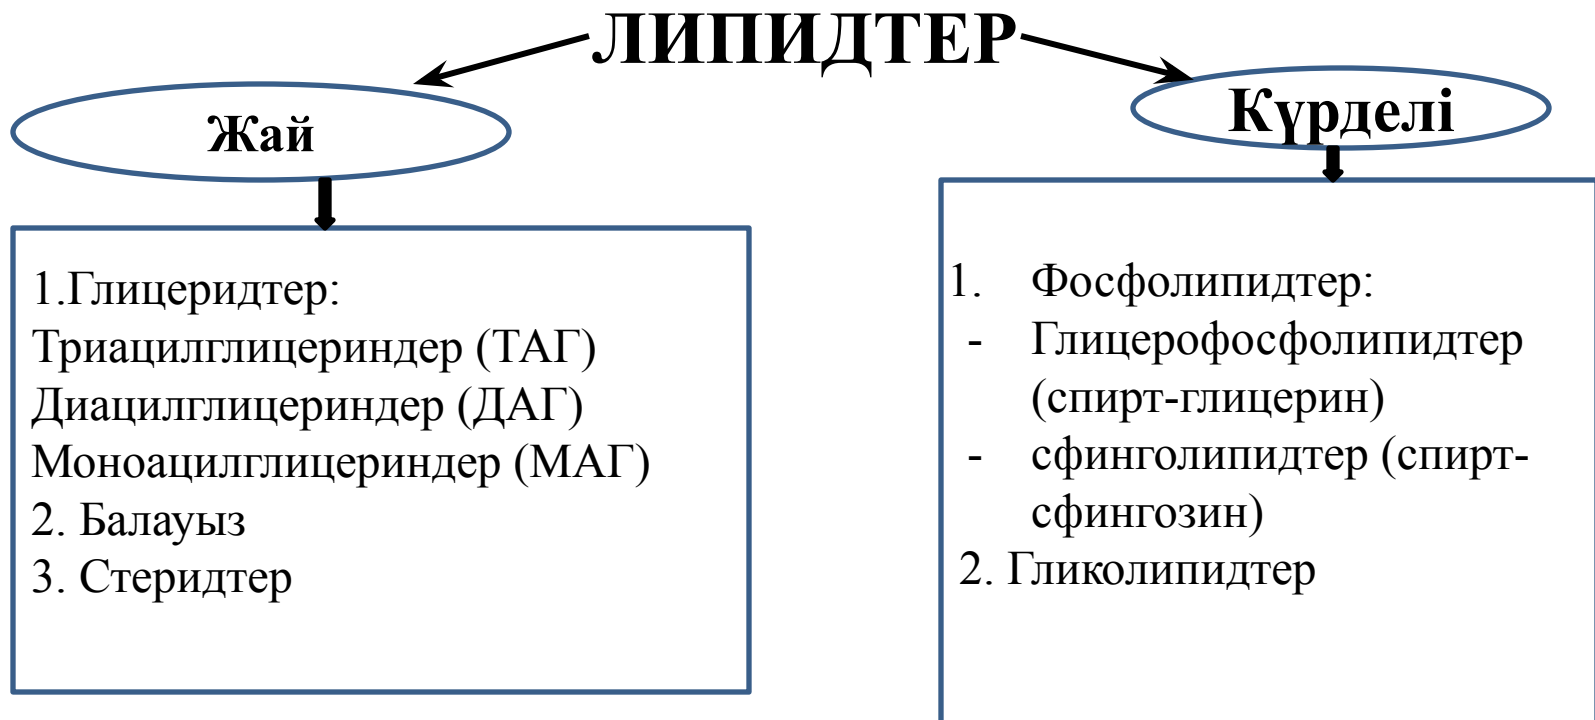 ЛИПИДТЕР
Жай
Күрделі
1.Глицеридтер:
Триацилглицериндер (ТАГ)
Диацилглицериндер (ДАГ)
Моноацилглицериндер (МАГ)
2. Балауыз
3. Стеридтер
1. Фосфолипидтер:
- Глицерофосфолипидтер
(спирт-глицерин)
- сфинголипидтер (спирт-
сфингозин)
2. Гликолипидтер